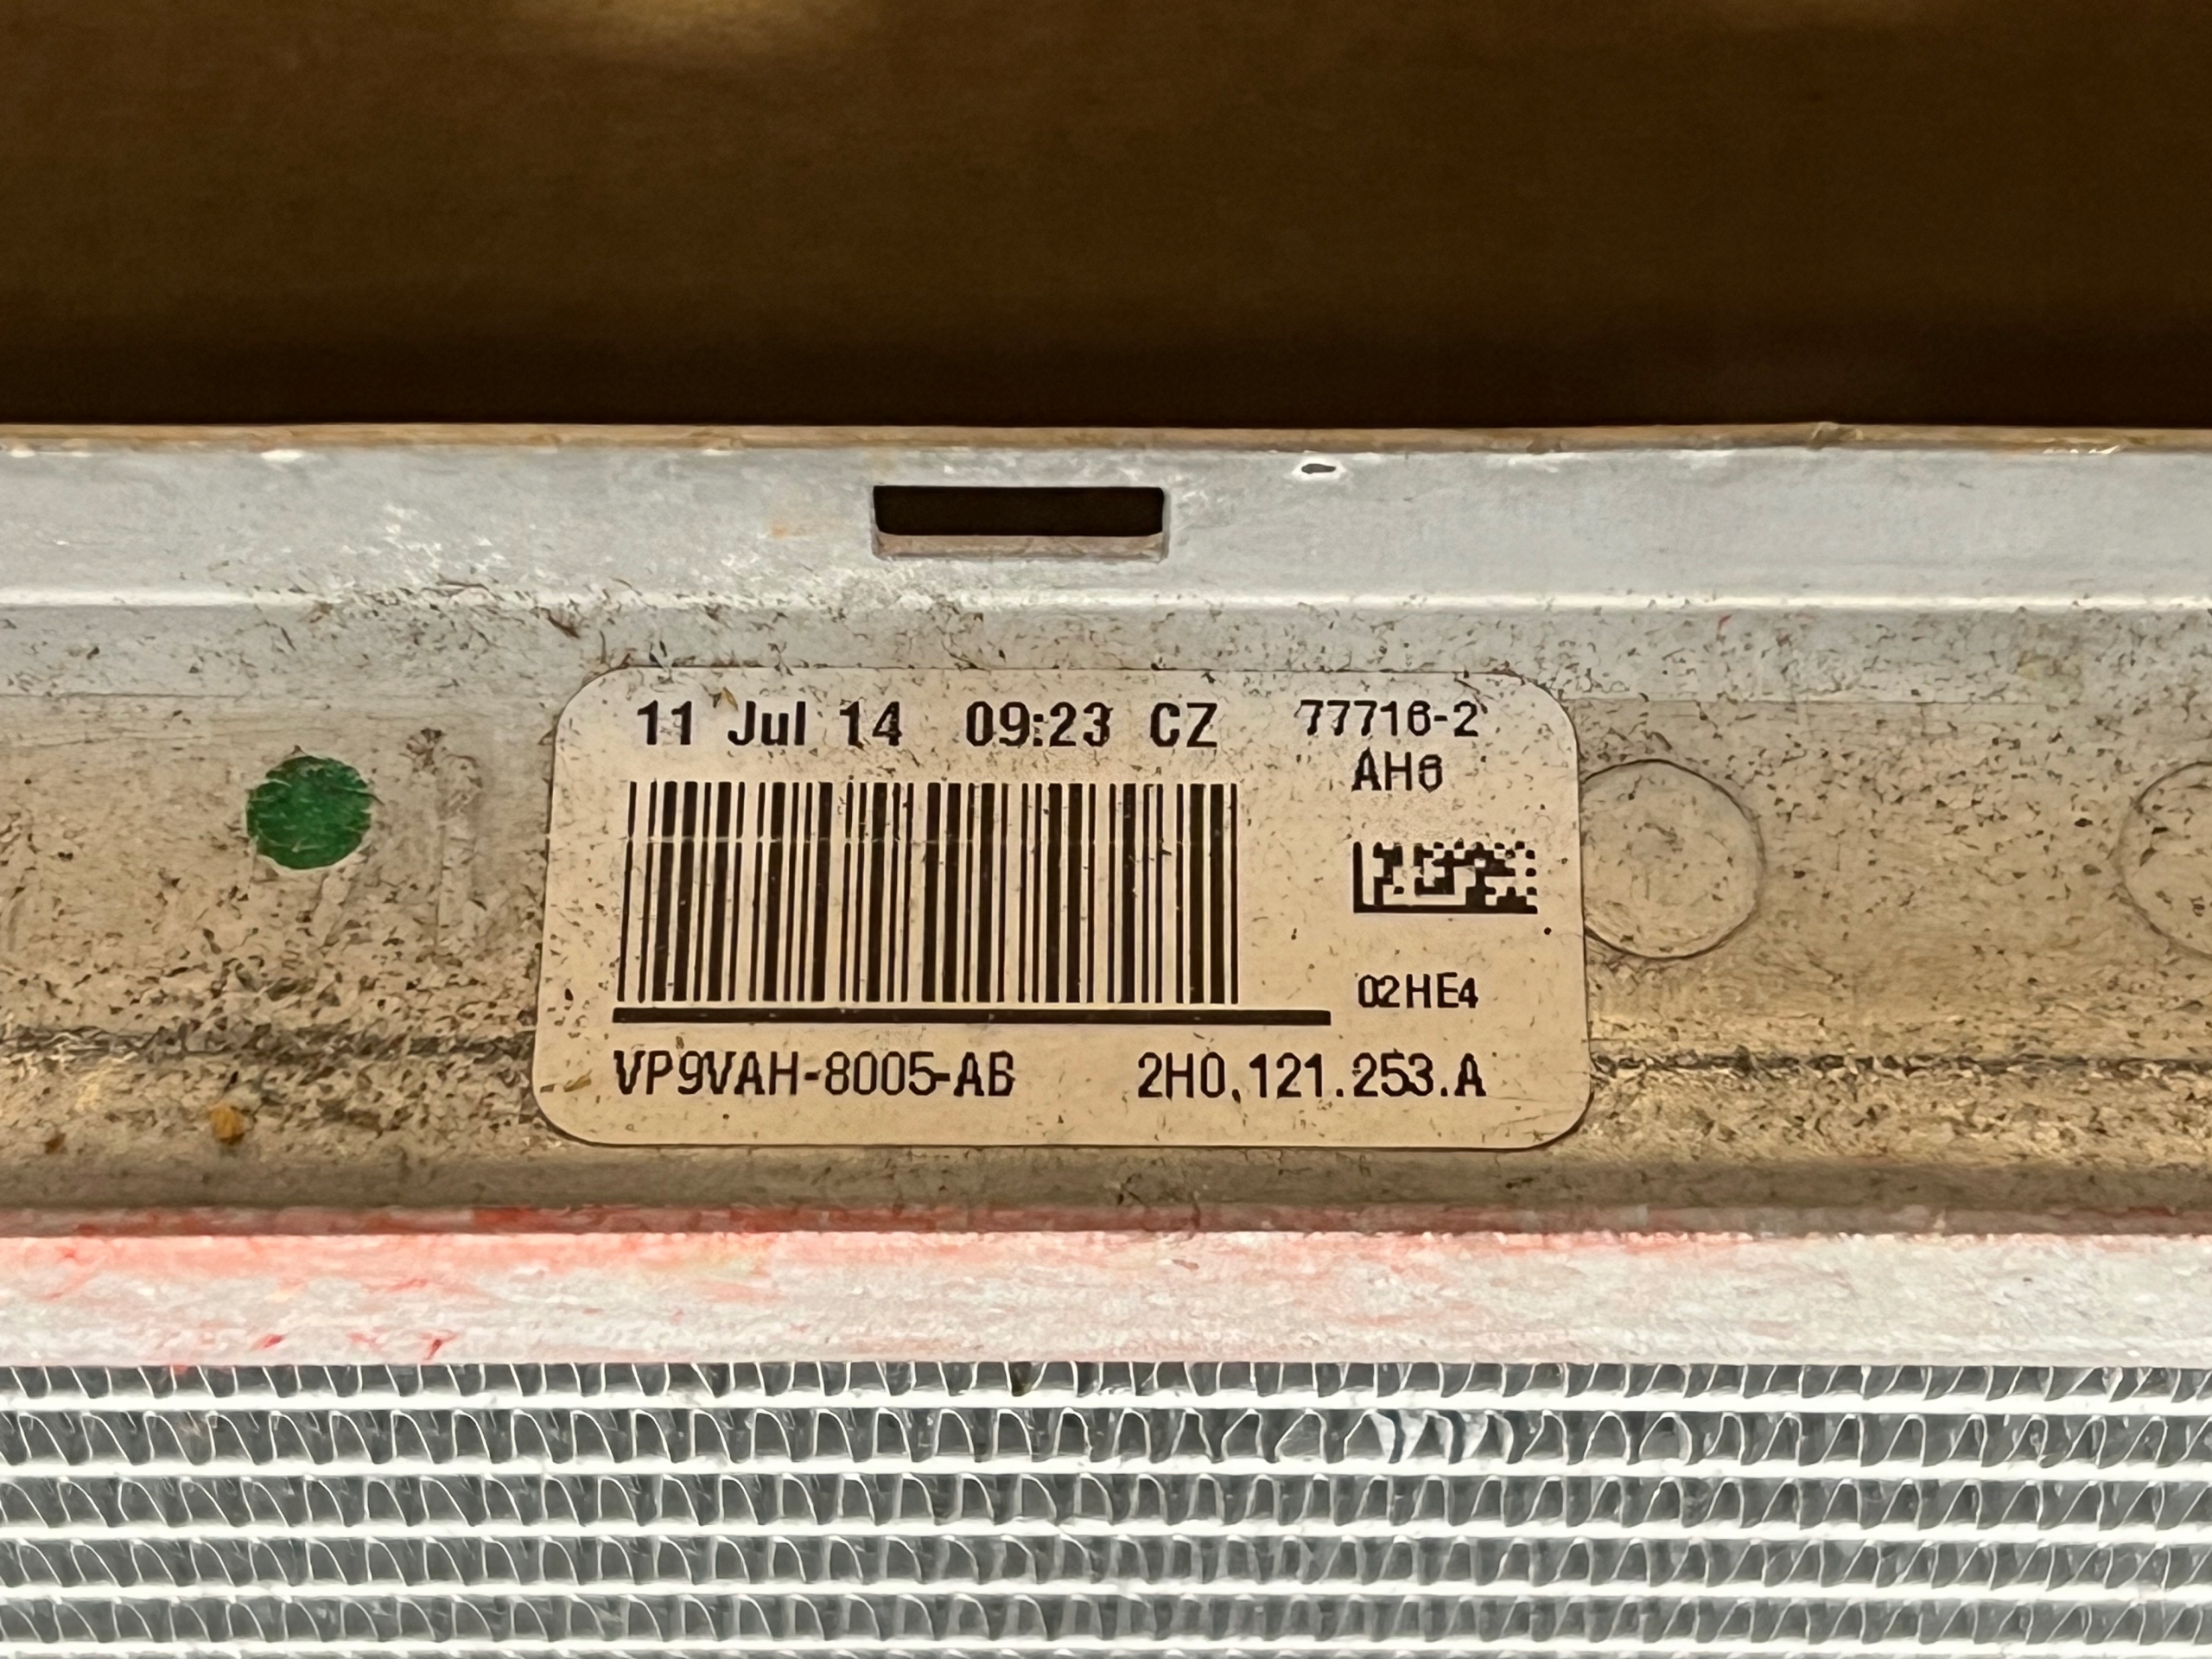 11 Jul 14 09:23 CZ 77716-2
AH6
02HE4
VP9VAH-8005-AB 2H0.121.253.A